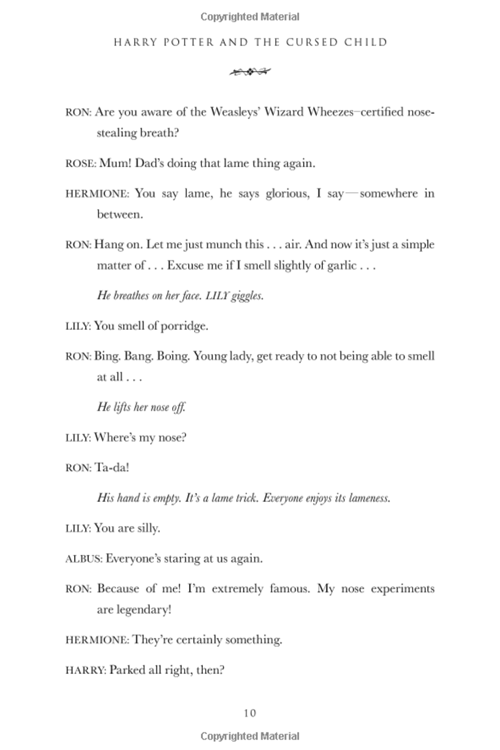 Copyrighted Material
HARRY POTTER AND THE CURSED CHILD
RON: Are you aware of the Weasleys’ Wizard Wheezes–certified nose-
stealing breath?
ROSE: Mum! Dad’s doing that lame thing again.
HERMIONE: You say lame, he says glorious, I say—somewhere in
between.
RON: Hang on. Let me just munch this . . . air. And now it’s just a simple
matter of . . . Excuse me if I smell slightly of garlic . . .
He breathes on her face. LILY giggles.
LILY: You smell of porridge.
RON: Bing. Bang. Boing. Young lady, get ready to not being able to smell
at all . . .
He lifts her nose off.
LILY: Where’s my nose?
RON: Ta-da!
His hand is empty. It’s a lame trick. Everyone enjoys its lameness.
LILY: You are silly.
ALBUS: Everyone’s staring at us again.
RON: Because of me! I’m extremely famous. My nose experiments
are legendary!
HERMIONE: They’re certainly something.
HARRY: Parked all right, then?
10
Copyrighted Material